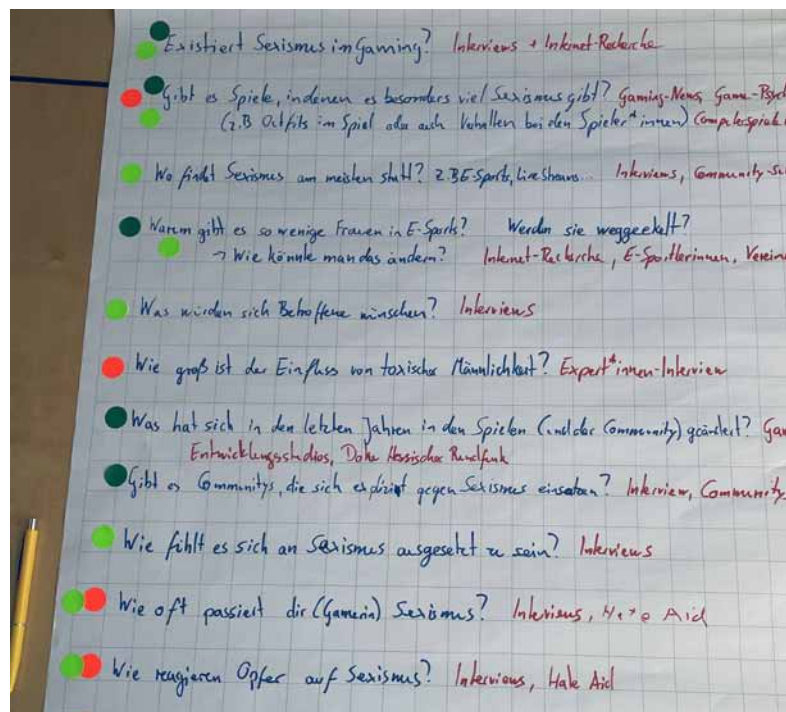 Existiert Sexismus im Gaming? Interviews + Internet-Recherche
Gibt es Spiele, in denen es besonders viel Sexismus gibt? Gaming-News, Game-Psych
(z.B Outfits im Spiel oder auch Verhalten bei den Spieler*innen) Computerspiele
Wo findet Sexismus am meisten statt? z.B E-Sports, Live Streams... Interviews, Community-
Warum gibt es so wenige Frauen in E-Sports? Werden sie weggeekelt?
→ Wie könnte man das ändern? Internet-Recherche, E-Sportlerinnen, Vereine
Was würden sich Betroffene wünschen? Interviews
Wie groß ist der Einfluss von toxischer Männlichkeit? Expert*innen-Interview
Was hat sich in den letzten Jahren in den Spielen (und der Community) geändert? Gam
Entwicklungsstudios, Doku Hessischer Rundfunk
Gibt es Communitys, die sich explizit gegen Sexismus einsetzen? Interview, Community
Wie fühlt es sich an Sexismus ausgesetzt zu sein? Interviews
Wie oft passiert dir (Gamerin) Sexismus? Interviews, Hate Aid
Wie reagieren Opfer auf Sexismus? Interviews, Hate Aid